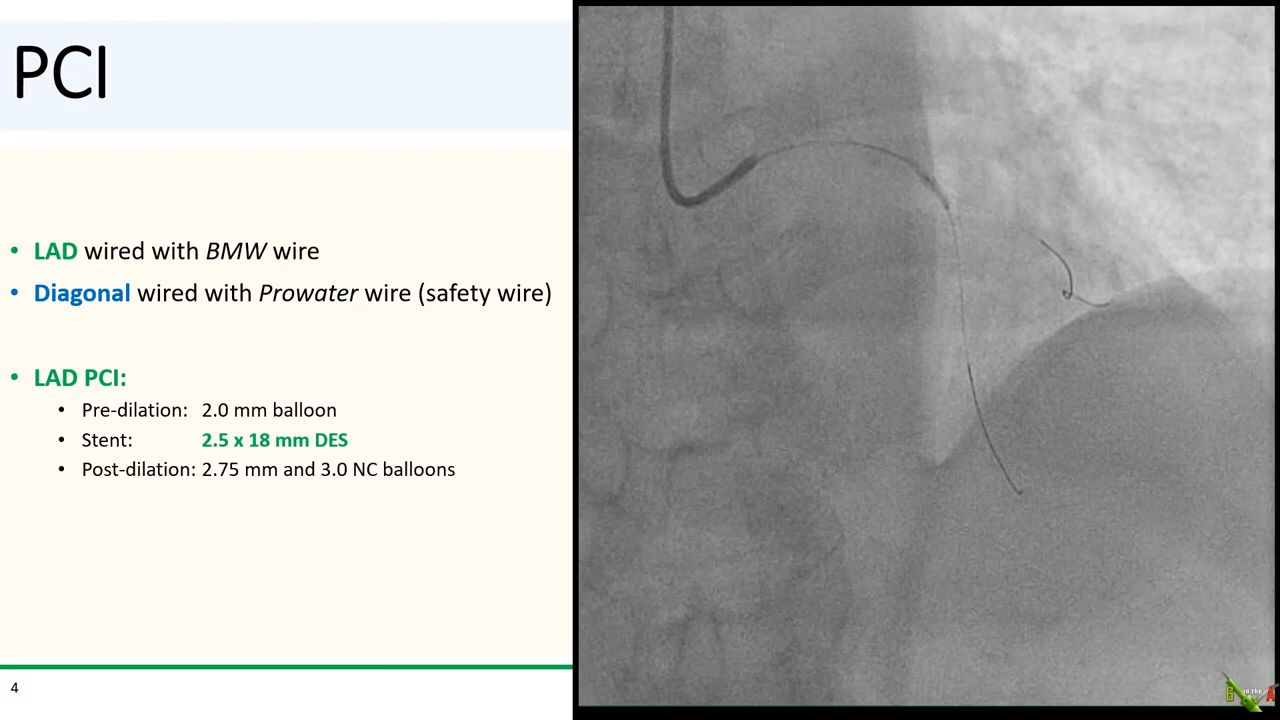 PCI
• LAD wired with BMW wire
• Diagonal wired with Prowater wire (safety wire)
• LAD PCI:
• Pre-dilation: 2.0 mm balloon
• Stent: 2.5 x 18 mm DES
• Post-dilation: 2.75 mm and 3.0 NC balloons
4
in the